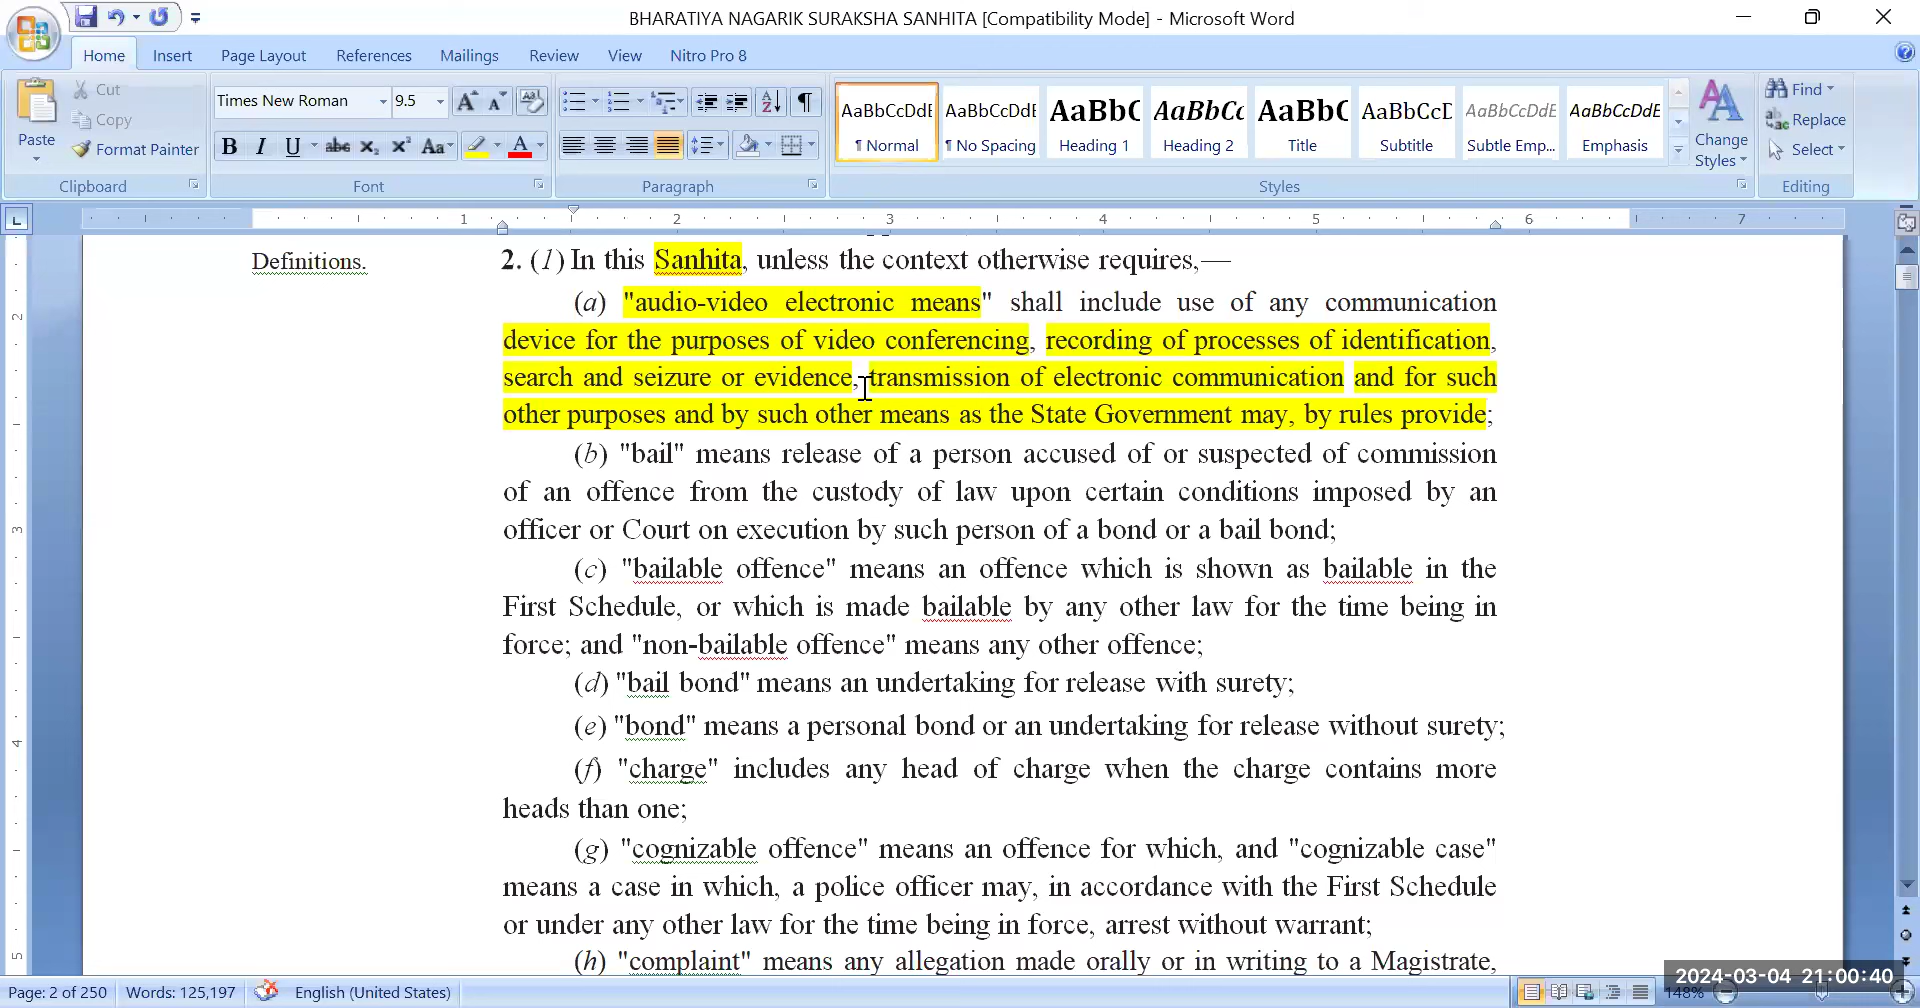 BHARATIYA NAGARIK SURAKSHA SANHITA [Compatibility Mode] - Microsoft Word
Home Insert Page Layout References Mailings Review View Nitro Pro 8
Paste
Cut
Copy
Format Painter
Clipboard
Times New Roman 9.5
Font
Paragraph
AaBbCcDdE AaBbCcDdE AaBbC AaBbCc AaBbC AaBbCcD AaBbCcDdE AaBbCcDdE
¶ Normal ¶ No Spacing Heading 1 Heading 2 Title Subtitle Subtle Emp... Emphasis
Styles
Change
Styles
Find
Replace
Select
Editing
1 2 3 4 5 6 7
Definitions.
2. (1) In this Sanhita, unless the context otherwise requires,—
(a) "audio-video electronic means" shall include use of any communication
device for the purposes of video conferencing, recording of processes of identification,
search and seizure or evidence, transmission of electronic communication and for such
other purposes and by such other means as the State Government may, by rules provide;
(b) "bail" means release of a person accused of or suspected of commission
of an offence from the custody of law upon certain conditions imposed by an
officer or Court on execution by such person of a bond or a bail bond;
(c) "bailable offence" means an offence which is shown as bailable in the
First Schedule, or which is made bailable by any other law for the time being in
force; and "non-bailable offence" means any other offence;
(d) "bail bond" means an undertaking for release with surety;
(e) "bond" means a personal bond or an undertaking for release without surety;
(f) "charge" includes any head of charge when the charge contains more
heads than one;
(g) "cognizable offence" means an offence for which, and "cognizable case"
means a case in which, a police officer may, in accordance with the First Schedule
or under any other law for the time being in force, arrest without warrant;
(h) "complaint" means any allegation made orally or in writing to a Magistrate,
Page: 2 of 250 Words: 125,197 English (United States) 148%
2024-03-04 21:00:40